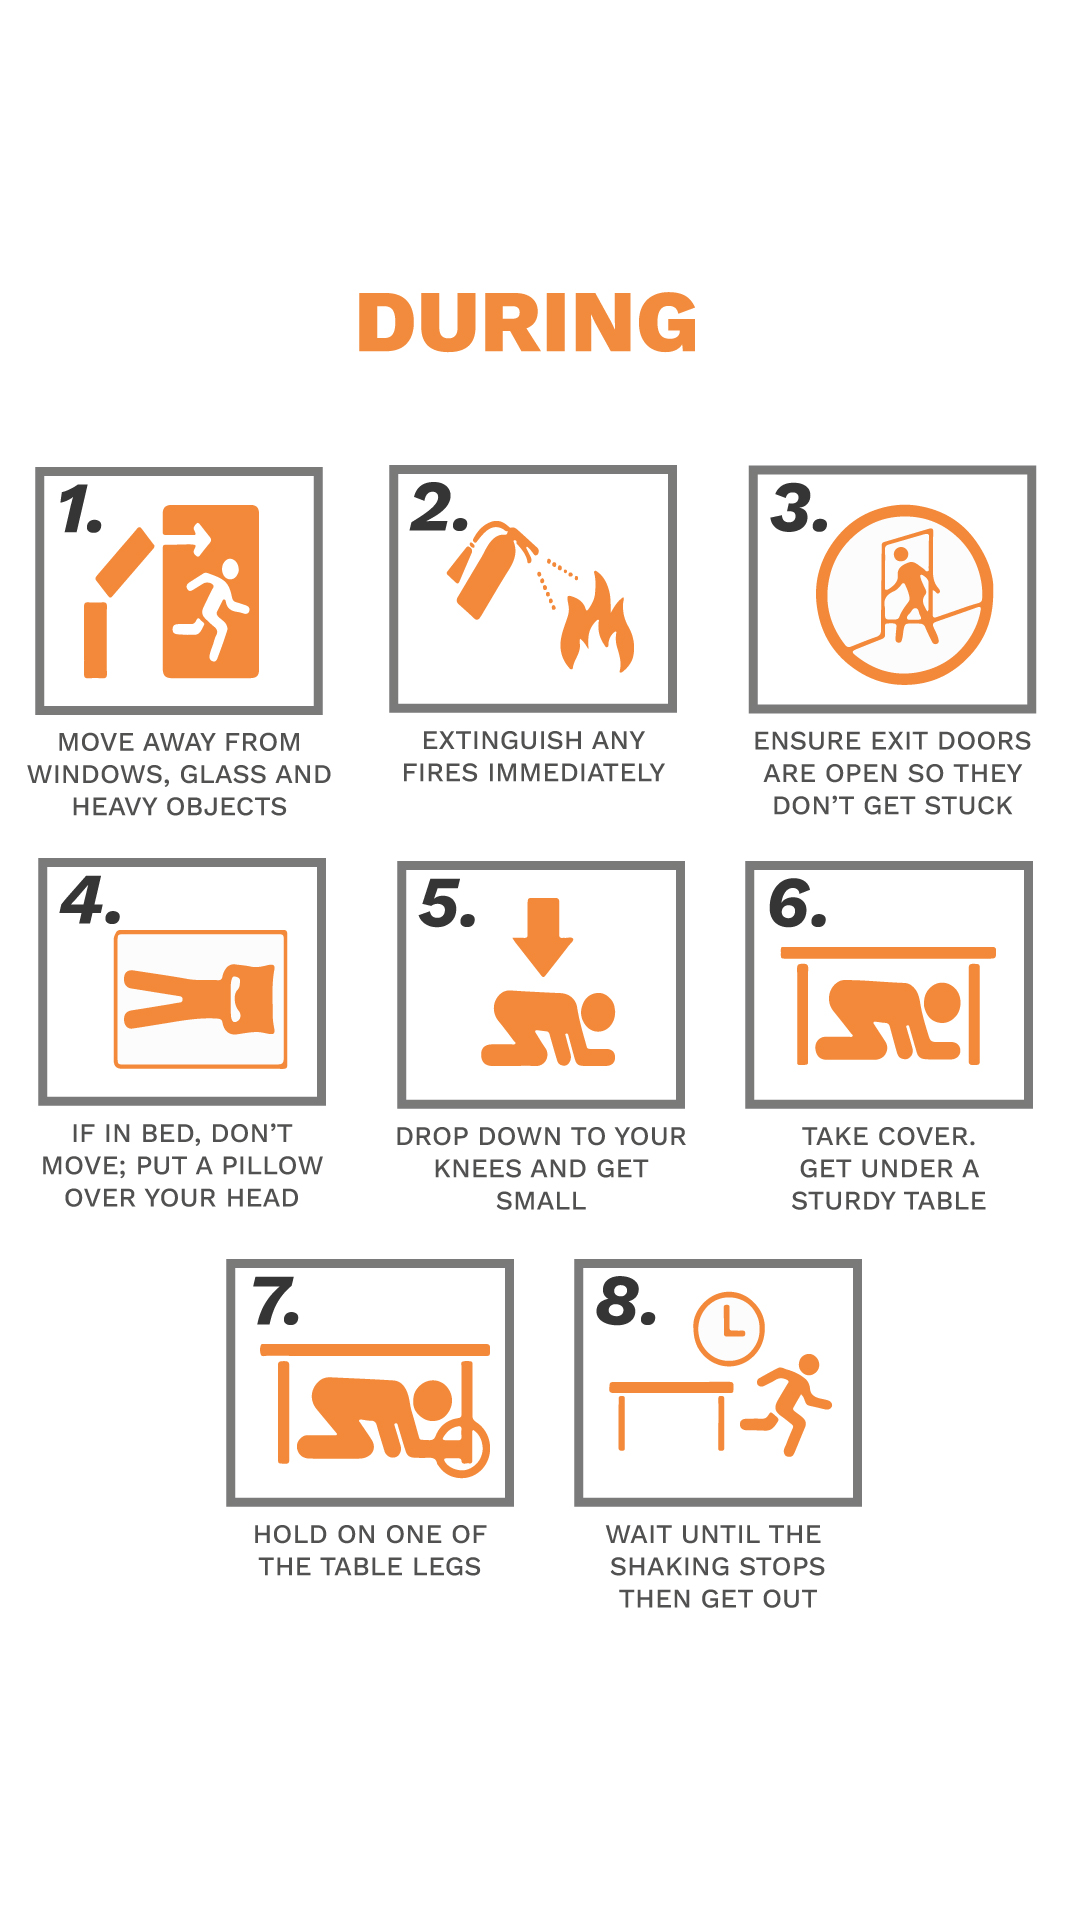 DURING
1.
MOVE AWAY FROM
WINDOWS, GLASS AND
HEAVY OBJECTS
2.
EXTINGUISH ANY
FIRES IMMEDIATELY
3.
ENSURE EXIT DOORS
ARE OPEN SO THEY
DON'T GET STUCK
4.
IF IN BED, DON'T
MOVE; PUT A PILLOW
OVER YOUR HEAD
5.
DROP DOWN TO YOUR
KNEES AND GET
SMALL
6.
TAKE COVER.
GET UNDER A
STURDY TABLE
7.
HOLD ON ONE OF
THE TABLE LEGS
8.
WAIT UNTIL THE
SHAKING STOPS
THEN GET OUT